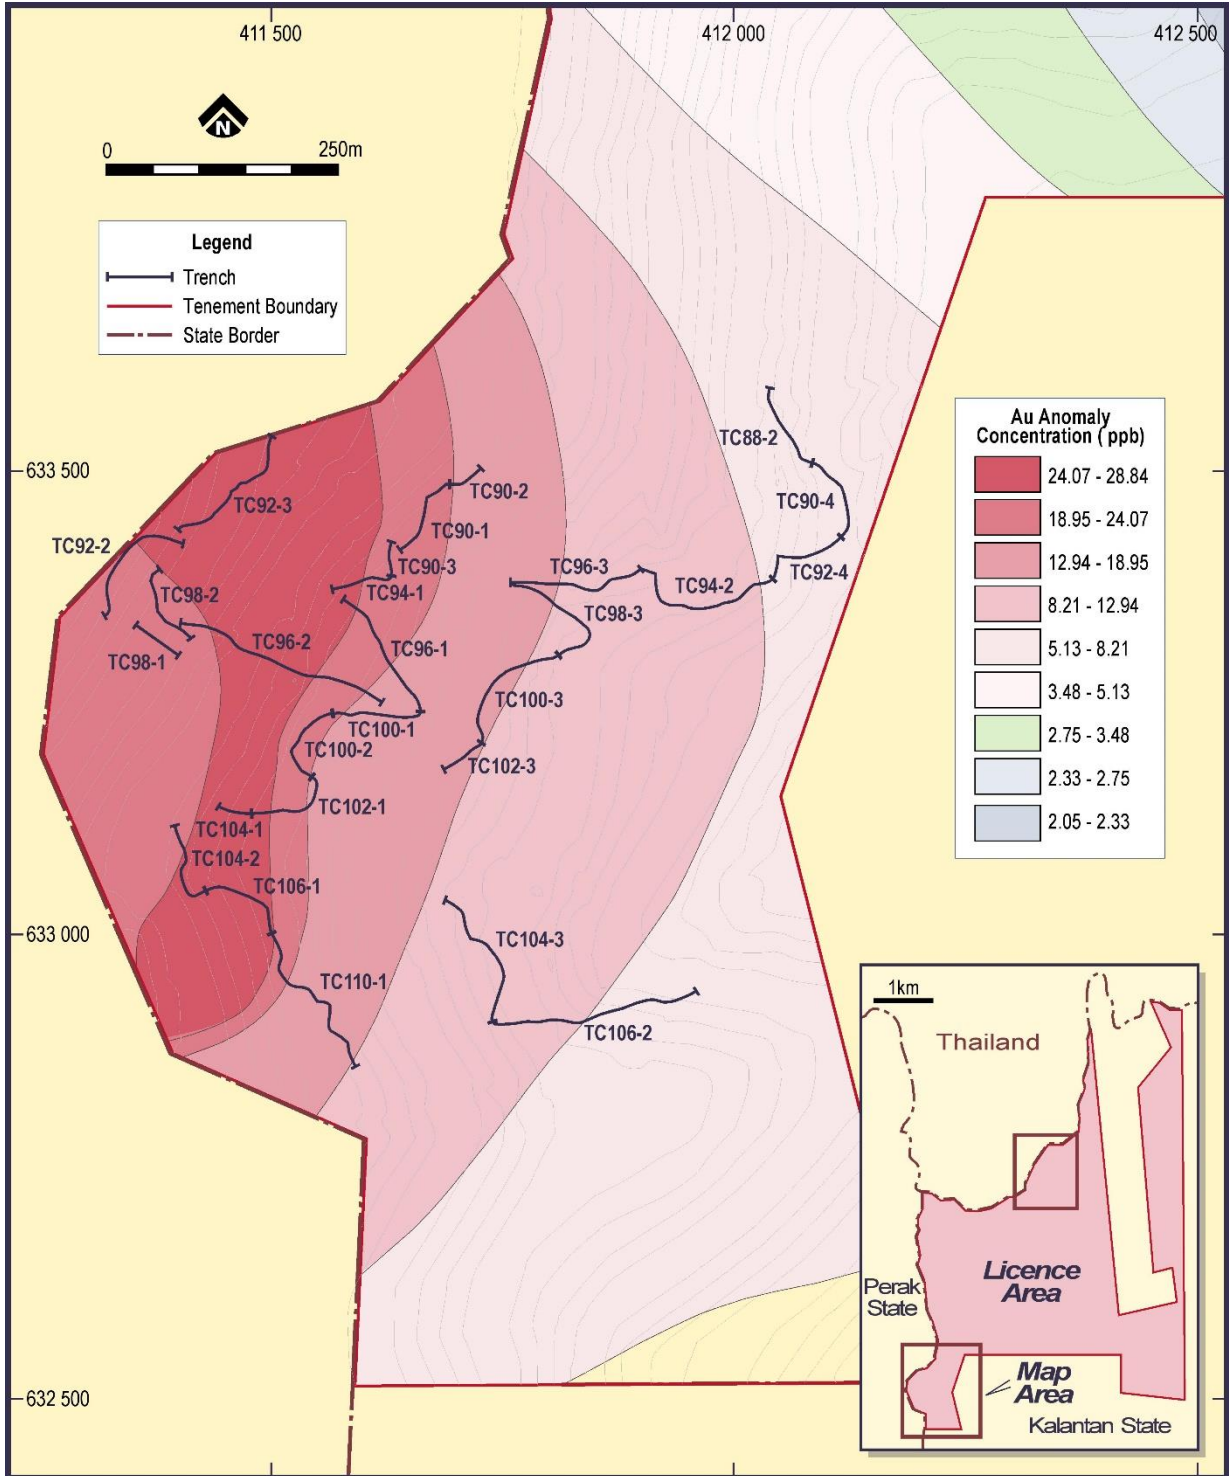 411 500
412 000
412 500
N
0
250m
Legend
Trench
Tenement Boundary
State Border
633 500
633 000
632 500
Au Anomaly
Concentration ( ppb)
24.07 - 28.84
18.95 - 24.07
12.94 - 18.95
8.21 - 12.94
5.13 - 8.21
3.48 - 5.13
2.75 - 3.48
2.33 - 2.75
2.05 - 2.33
TC88-2
TC90-4
TC92-4
TC94-2
TC96-3
TC98-3
TC100-3
TC102-3
TC92-3
TC92-2
TC90-2
TC90-1
TC90-3
TC94-1
TC98-2
TC96-2
TC98-1
TC96-1
TC100-1
TC100-2
TC102-1
TC104-1
TC104-2
TC106-1
TC110-1
TC104-3
TC106-2
1km
Thailand
Licence
Area
Perak
State
Map
Area
Kalantan State